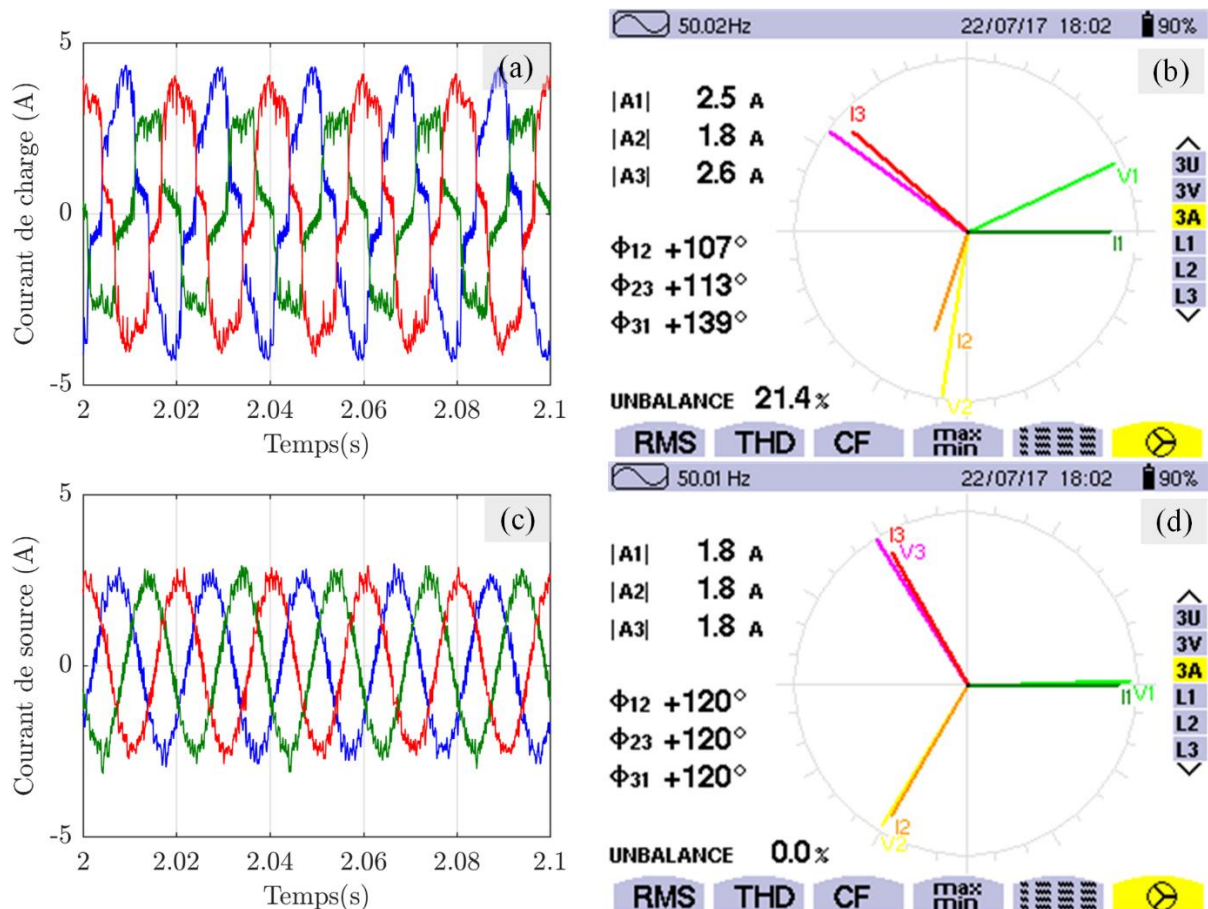 Courant de charge (A)
5
0
-5
2 2.02 2.04 2.06 2.08 2.1
Temps(s)
(a)
50.02Hz 22/07/17 18:02 90%
(b)
|A1| 2.5 A
|A2| 1.8 A
|A3| 2.6 A
Φ12 +107°
Φ23 +113°
Φ31 +139°
I3
V1
I1
I2
V2
3U
3V
3A
L1
L2
L3
UNBALANCE 21.4%
RMS THD CF max min
Courant de source (A)
5
0
-5
2 2.02 2.04 2.06 2.08 2.1
Temps(s)
(c)
50.01 Hz 22/07/17 18:02 90%
(d)
|A1| 1.8 A
|A2| 1.8 A
|A3| 1.8 A
Φ12 +120°
Φ23 +120°
Φ31 +120°
I3
V3
I1 V1
I2
V2
3U
3V
3A
L1
L2
L3
UNBALANCE 0.0%
RMS THD CF max min